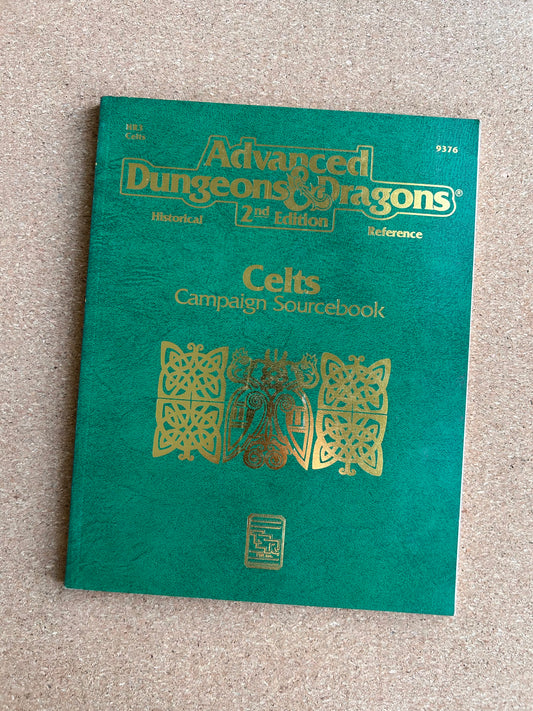 HR3
Celts
9376
Advanced
Dungeons & Dragons®
2nd Edition
Historical
Reference
Celts
Campaign Sourcebook
TSR